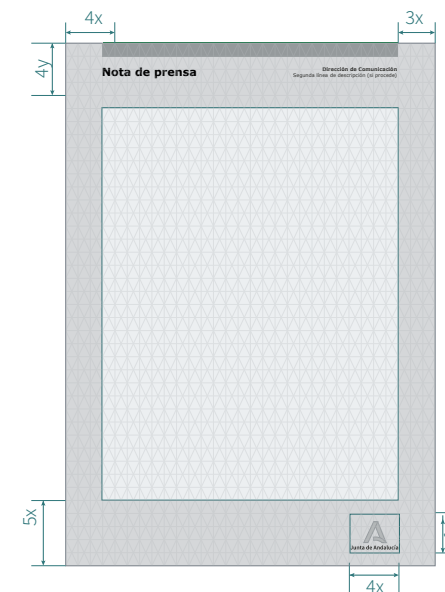 4x
3x
4y
Nota de prensa
Dirección de Comunicación
Segunda línea de descripción (si procede)
5x
Junta de Andalucía
4x